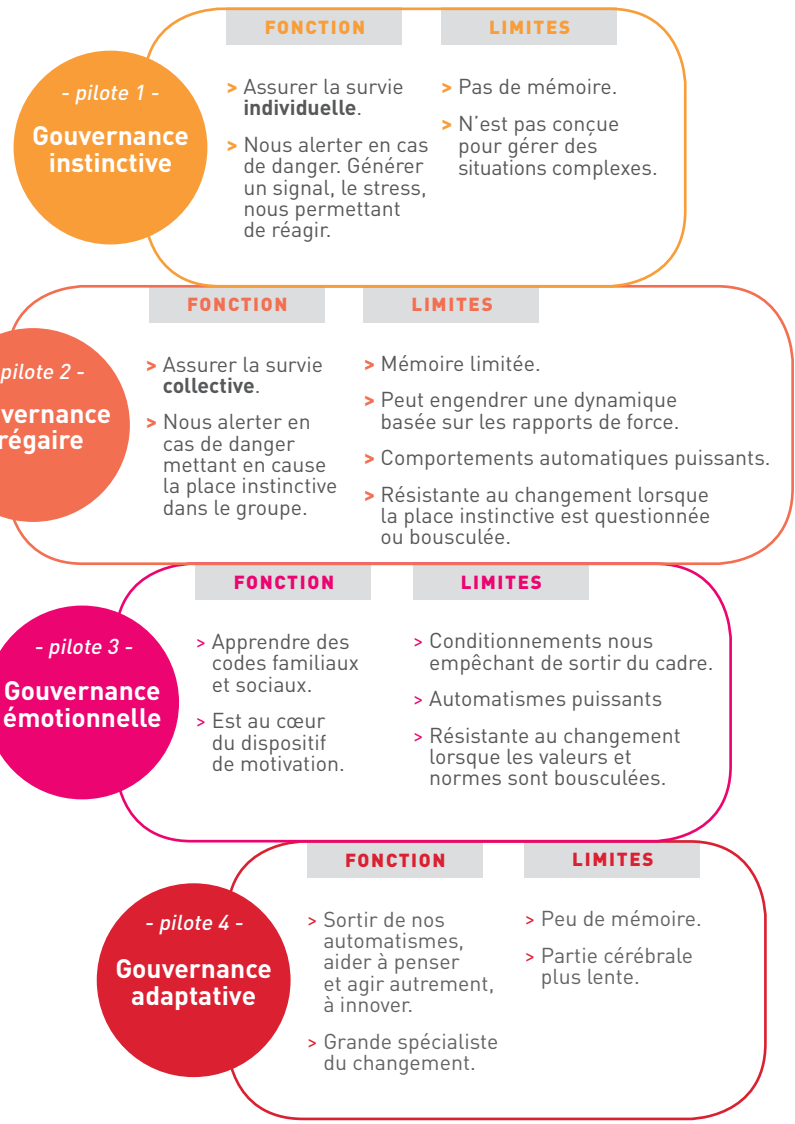 FONCTION
LIMITES
- pilote 1 -
Gouvernance
instinctive
> Assurer la survie
individuelle.
> Nous alerter en cas
de danger. Générer
un signal, le stress,
nous permettant
de réagir.
> Pas de mémoire.
> N'est pas conçue
pour gérer des
situations complexes.
FONCTION
LIMITES
pilote 2 -
vernance
régaire
> Assurer la survie
collective.
> Nous alerter en
cas de danger
mettant en cause
la place instinctive
dans le groupe.
> Mémoire limitée.
> Peut engendrer une dynamique
basée sur les rapports de force.
> Comportements automatiques puissants.
> Résistante au changement lorsque
la place instinctive est questionnée
ou bousculée.
FONCTION
LIMITES
- pilote 3 -
Gouvernance
émotionnelle
> Apprendre des
codes familiaux
et sociaux.
> Est au cœur
du dispositif
de motivation.
> Conditionnements nous
empêchant de sortir du cadre.
> Automatismes puissants
> Résistante au changement
lorsque les valeurs et
normes sont bousculées.
FONCTION
LIMITES
- pilote 4 -
Gouvernance
adaptative
> Sortir de nos
automatismes,
aider à penser
et agir autrement,
à innover.
> Grande spécialiste
du changement.
> Peu de mémoire.
> Partie cérébrale
plus lente.